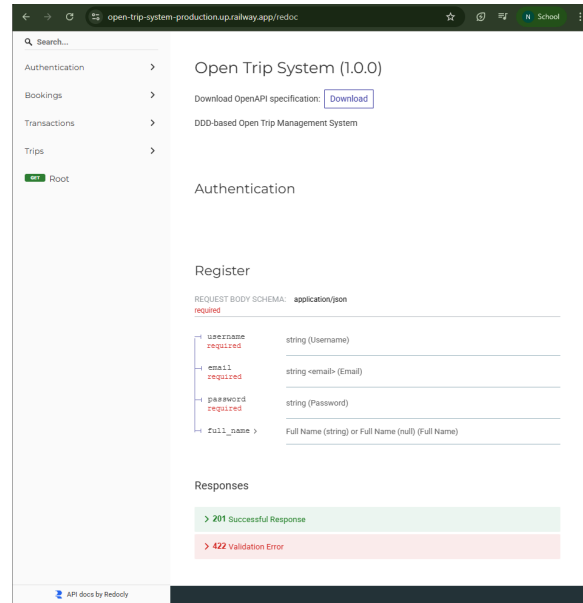 open-trip-system-production.up.railway.app/redoc
N School
Search...
Authentication
Bookings
Transactions
Trips
GET Root
API docs by Redocly
Open Trip System (1.0.0)
Download OpenAPI specification: Download
DDD-based Open Trip Management System
Authentication
Register
REQUEST BODY SCHEMA: application/json
required
username
required
string (Username)
email
required
string <email> (Email)
password
required
string (Password)
full_name
Full Name (string) or Full Name (null) (Full Name)
Responses
201 Successful Response
422 Validation Error